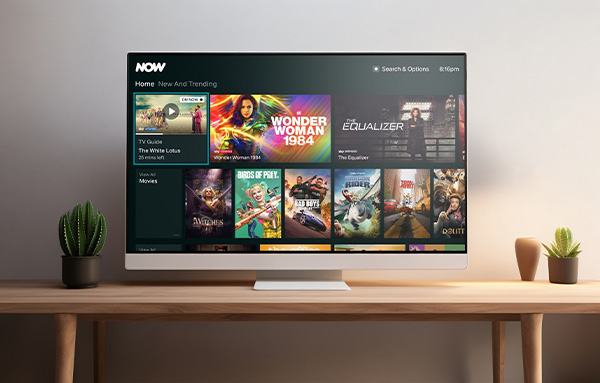 NOW
Search & Options
8:16pm
Home New And Trending
ON NOW
TV Guide
The White Lotus
25 mins left
WONDER
WOMAN
1984
Wonder Woman 1984
THE
EQUALIZER
The Equalizer
View All
Movies
WITCHES
BIRDS OF PREY
BAD BOYS
RIDER
View All